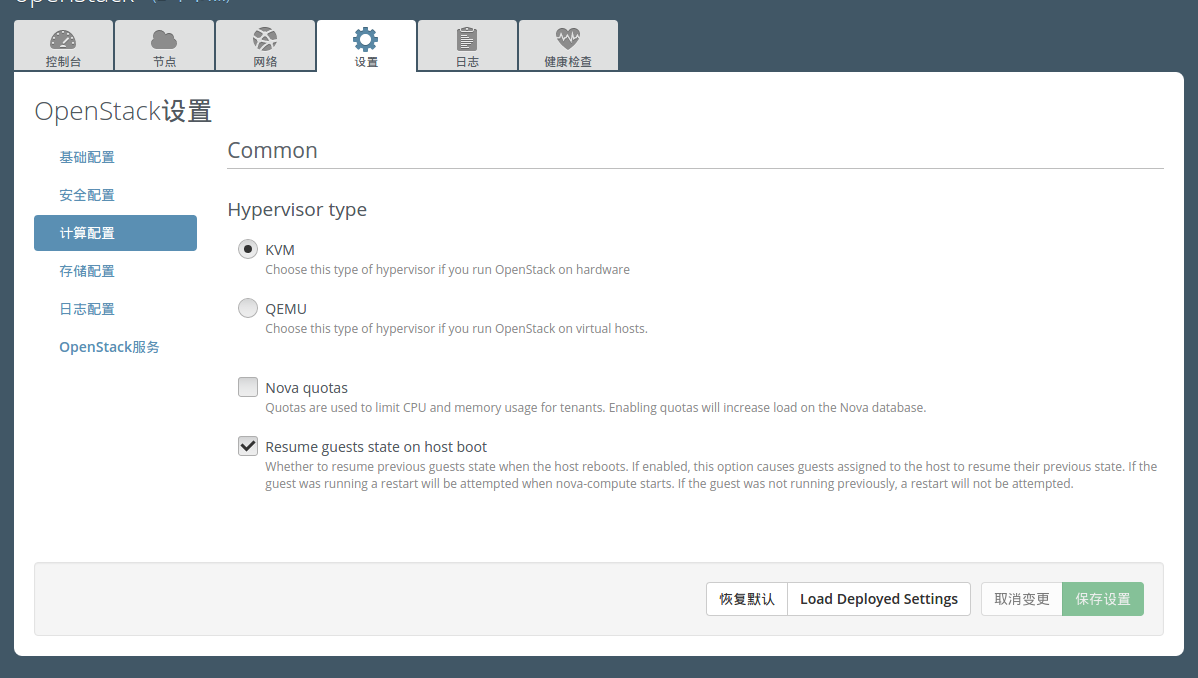 openstack
控制台
节点
网络
设置
日志
健康检查
OpenStack设置
基础配置
安全配置
计算配置
存储配置
日志配置
OpenStack服务
Common
Hypervisor type
KVM
Choose this type of hypervisor if you run OpenStack on hardware
QEMU
Choose this type of hypervisor if you run OpenStack on virtual hosts.
Nova quotas
Quotas are used to limit CPU and memory usage for tenants. Enabling quotas will increase load on the Nova database.
Resume guests state on host boot
Whether to resume previous guests state when the host reboots. If enabled, this option causes guests assigned to the host to resume their previous state. If the
guest was running a restart will be attempted when nova-compute starts. If the guest was not running previously, a restart will not be attempted.
恢复默认
Load Deployed Settings
取消变更
保存设置